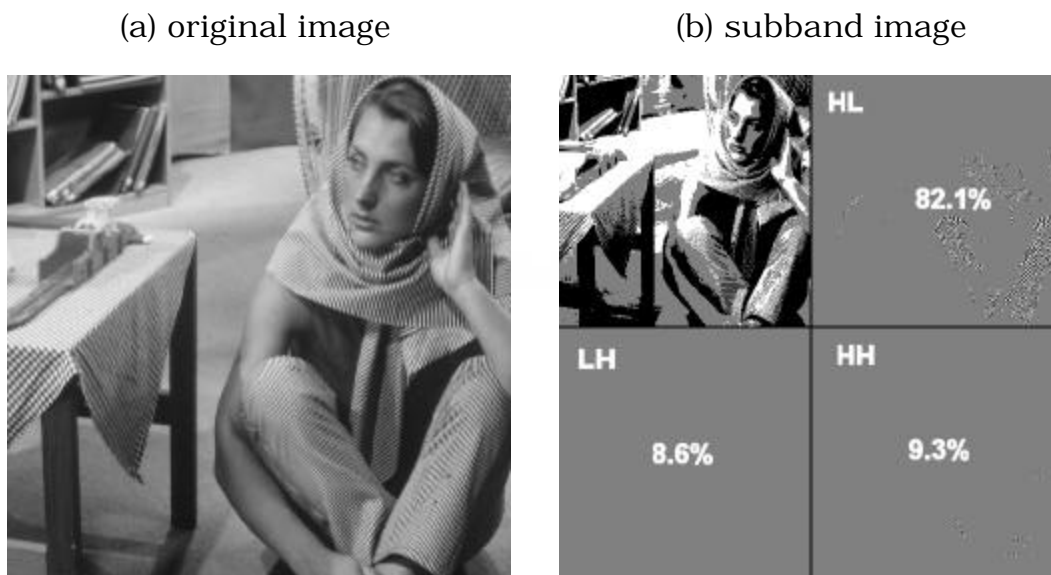 (a) original image
(b) subband image
HL
82.1%
LH
HH
8.6%
9.3%